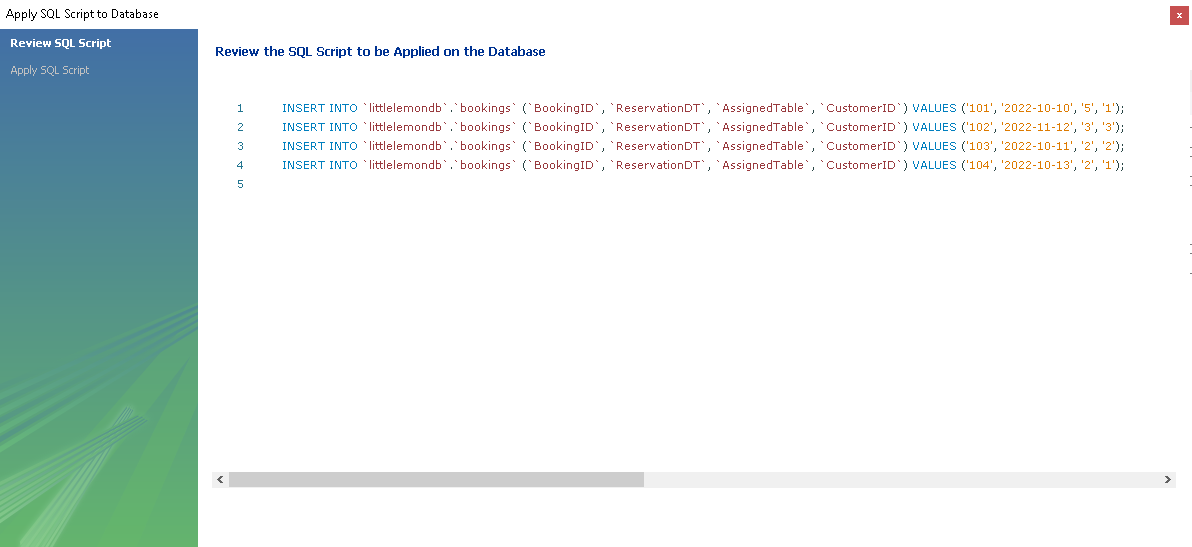 Apply SQL Script to Database
x
Review SQL Script
Apply SQL Script
Review the SQL Script to be Applied on the Database
1 INSERT INTO `littlelemondb`.`bookings` (`BookingID`, `ReservationDT`, `AssignedTable`, `CustomerID`) VALUES ('101', '2022-10-10', '5', '1');
2 INSERT INTO `littlelemondb`.`bookings` (`BookingID`, `ReservationDT`, `AssignedTable`, `CustomerID`) VALUES ('102', '2022-11-12', '3', '3');
3 INSERT INTO `littlelemondb`.`bookings` (`BookingID`, `ReservationDT`, `AssignedTable`, `CustomerID`) VALUES ('103', '2022-10-11', '2', '2');
4 INSERT INTO `littlelemondb`.`bookings` (`BookingID`, `ReservationDT`, `AssignedTable`, `CustomerID`) VALUES ('104', '2022-10-13', '2', '1');
5